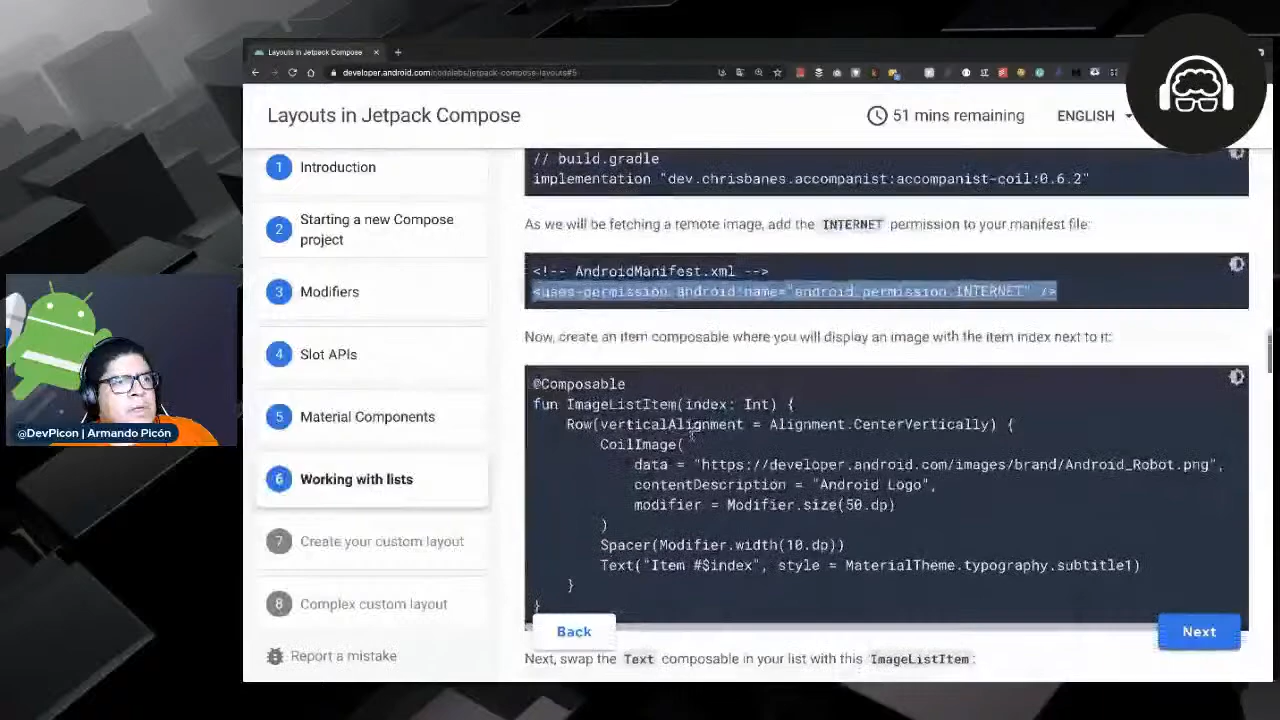 Layouts in Jetpack Compose
developer.android.com/codelabs/jetpack-compose-layouts#5
Layouts in Jetpack Compose
51 mins remaining
ENGLISH
1 Introduction
2 Starting a new Compose
project
3 Modifiers
4 Slot APIs
5 Material Components
6 Working with lists
7 Create your custom layout
8 Complex custom layout
Report a mistake
// build.gradle
implementation "dev.chrisbanes.accompanist:accompanist-coil:0.6.2"
As we will be fetching a remote image, add the INTERNET permission to your manifest file:
<!-- AndroidManifest.xml -->
<uses-permission android:name="android.permission.INTERNET" />
Now, create an item composable where you will display an image with the item index next to it:
@Composable
fun ImageListItem(index: Int) {
Row(verticalAlignment = Alignment.CenterVertically) {
CoilImage(
data = "https://developer.android.com/images/brand/Android_Robot.png",
contentDescription = "Android Logo",
modifier = Modifier.size(50.dp)
)
Spacer(Modifier.width(10.dp))
Text("Item #$index", style = MaterialTheme.typography.subtitle1)
}
}
Back
Next
Next, swap the Text composable in your list with this ImageListItem:
@DevPicon | Armando Picón